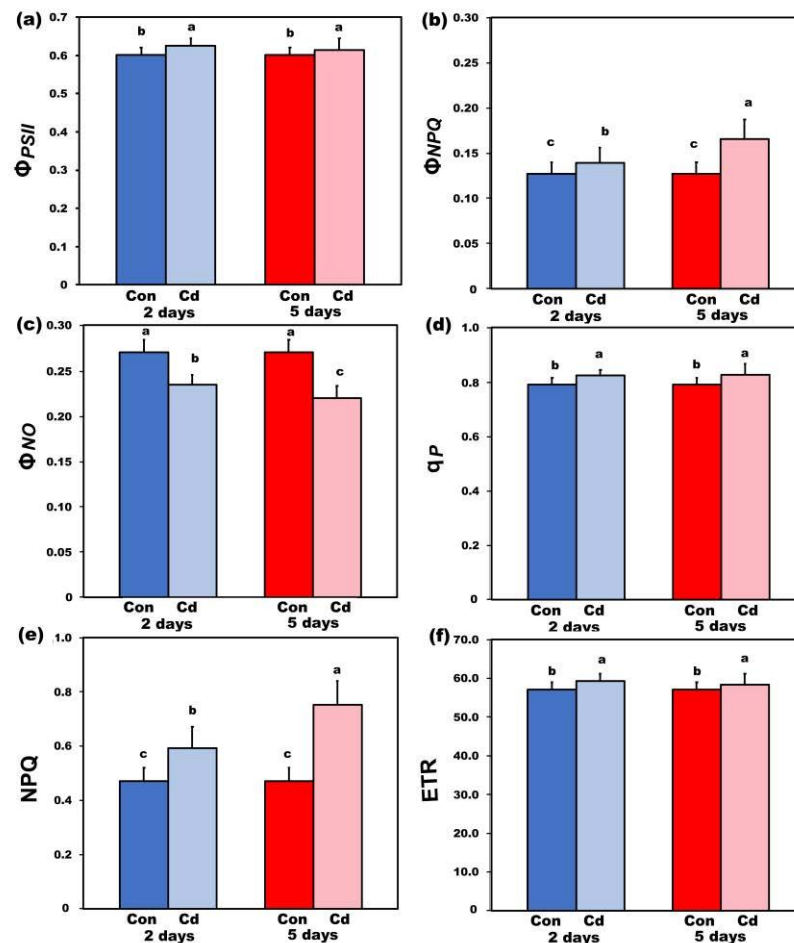 (a)
0.7
0.6
0.5
0.4
0.3
0.2
0.1
0
ΦPSII
b
a
b
a
Con Cd Con Cd
2 days 5 days
(b)
0.30
0.25
0.20
0.15
0.10
0.05
0.00
ΦNPQ
c
b
c
a
Con Cd Con Cd
2 days 5 days
(c)
0.30
0.25
0.20
0.15
0.10
0.05
0
ΦNO
a
b
a
c
Con Cd Con Cd
2 days 5 days
(d)
1.0
0.8
0.6
0.4
0.2
0
qP
b
a
b
a
Con Cd Con Cd
2 days 5 days
(e)
1.0
0.8
0.6
0.4
0.2
0
NPQ
c
b
c
a
Con Cd Con Cd
2 days 5 days
(f)
70.0
60.0
50.0
40.0
30.0
20.0
10.0
0
ETR
b
a
b
a
Con Cd Con Cd
2 days 5 days